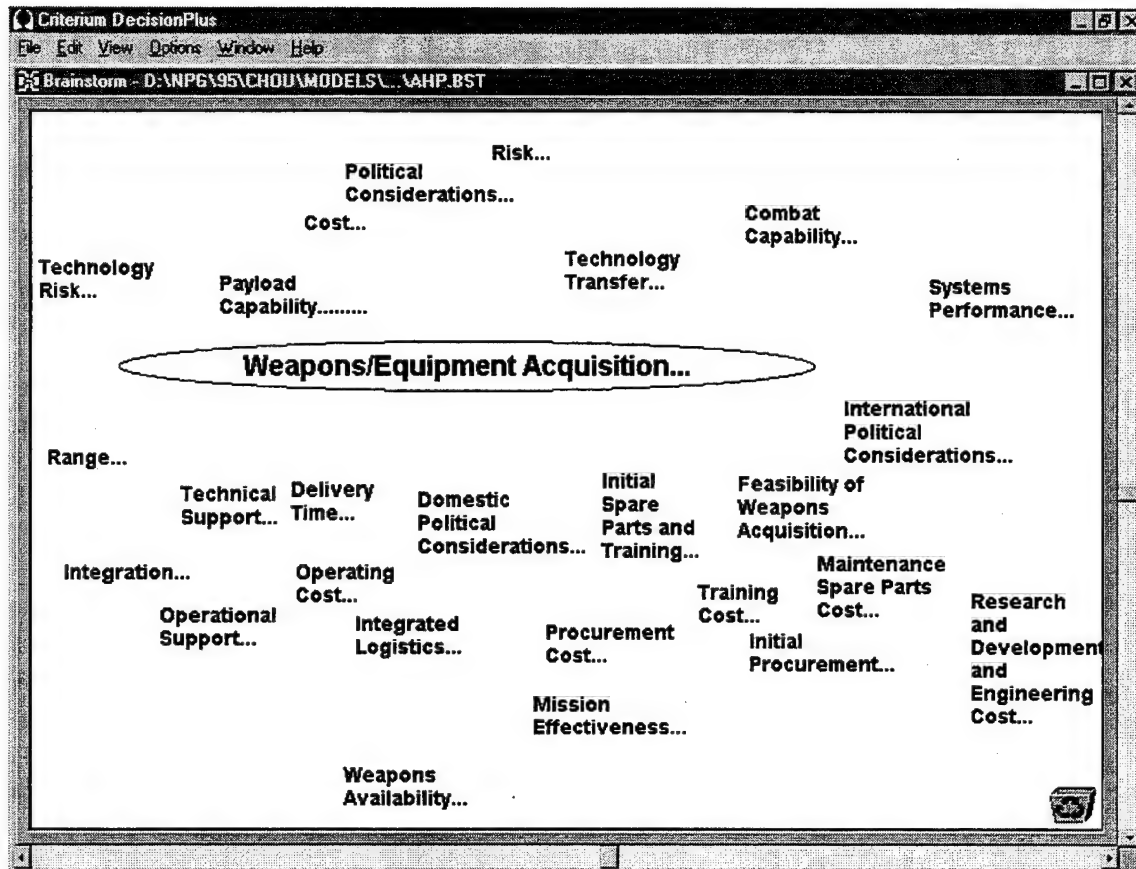 Criterium DecisionPlus
File Edit View Options Window Help
Brainstorm - D:\NPG\95\CHOU\MODELS\...\AHP.BST
Risk...
Political
Considerations...
Cost...
Combat
Capability...
Technology
Transfer...
Technology
Risk...
Payload
Capability.........
Systems
Performance...
Weapons/Equipment Acquisition...
International
Political
Considerations...
Range...
Technical
Support...
Delivery
Time...
Domestic
Political
Considerations...
Initial
Spare
Parts and
Training...
Feasibility of
Weapons
Acquisition...
Integration...
Operating
Cost...
Maintenance
Spare Parts
Cost...
Training
Cost...
Research
and
Development
and
Engineering
Cost...
Operational
Support...
Integrated
Logistics...
Procurement
Cost...
Initial
Procurement...
Mission
Effectiveness...
Weapons
Availability...